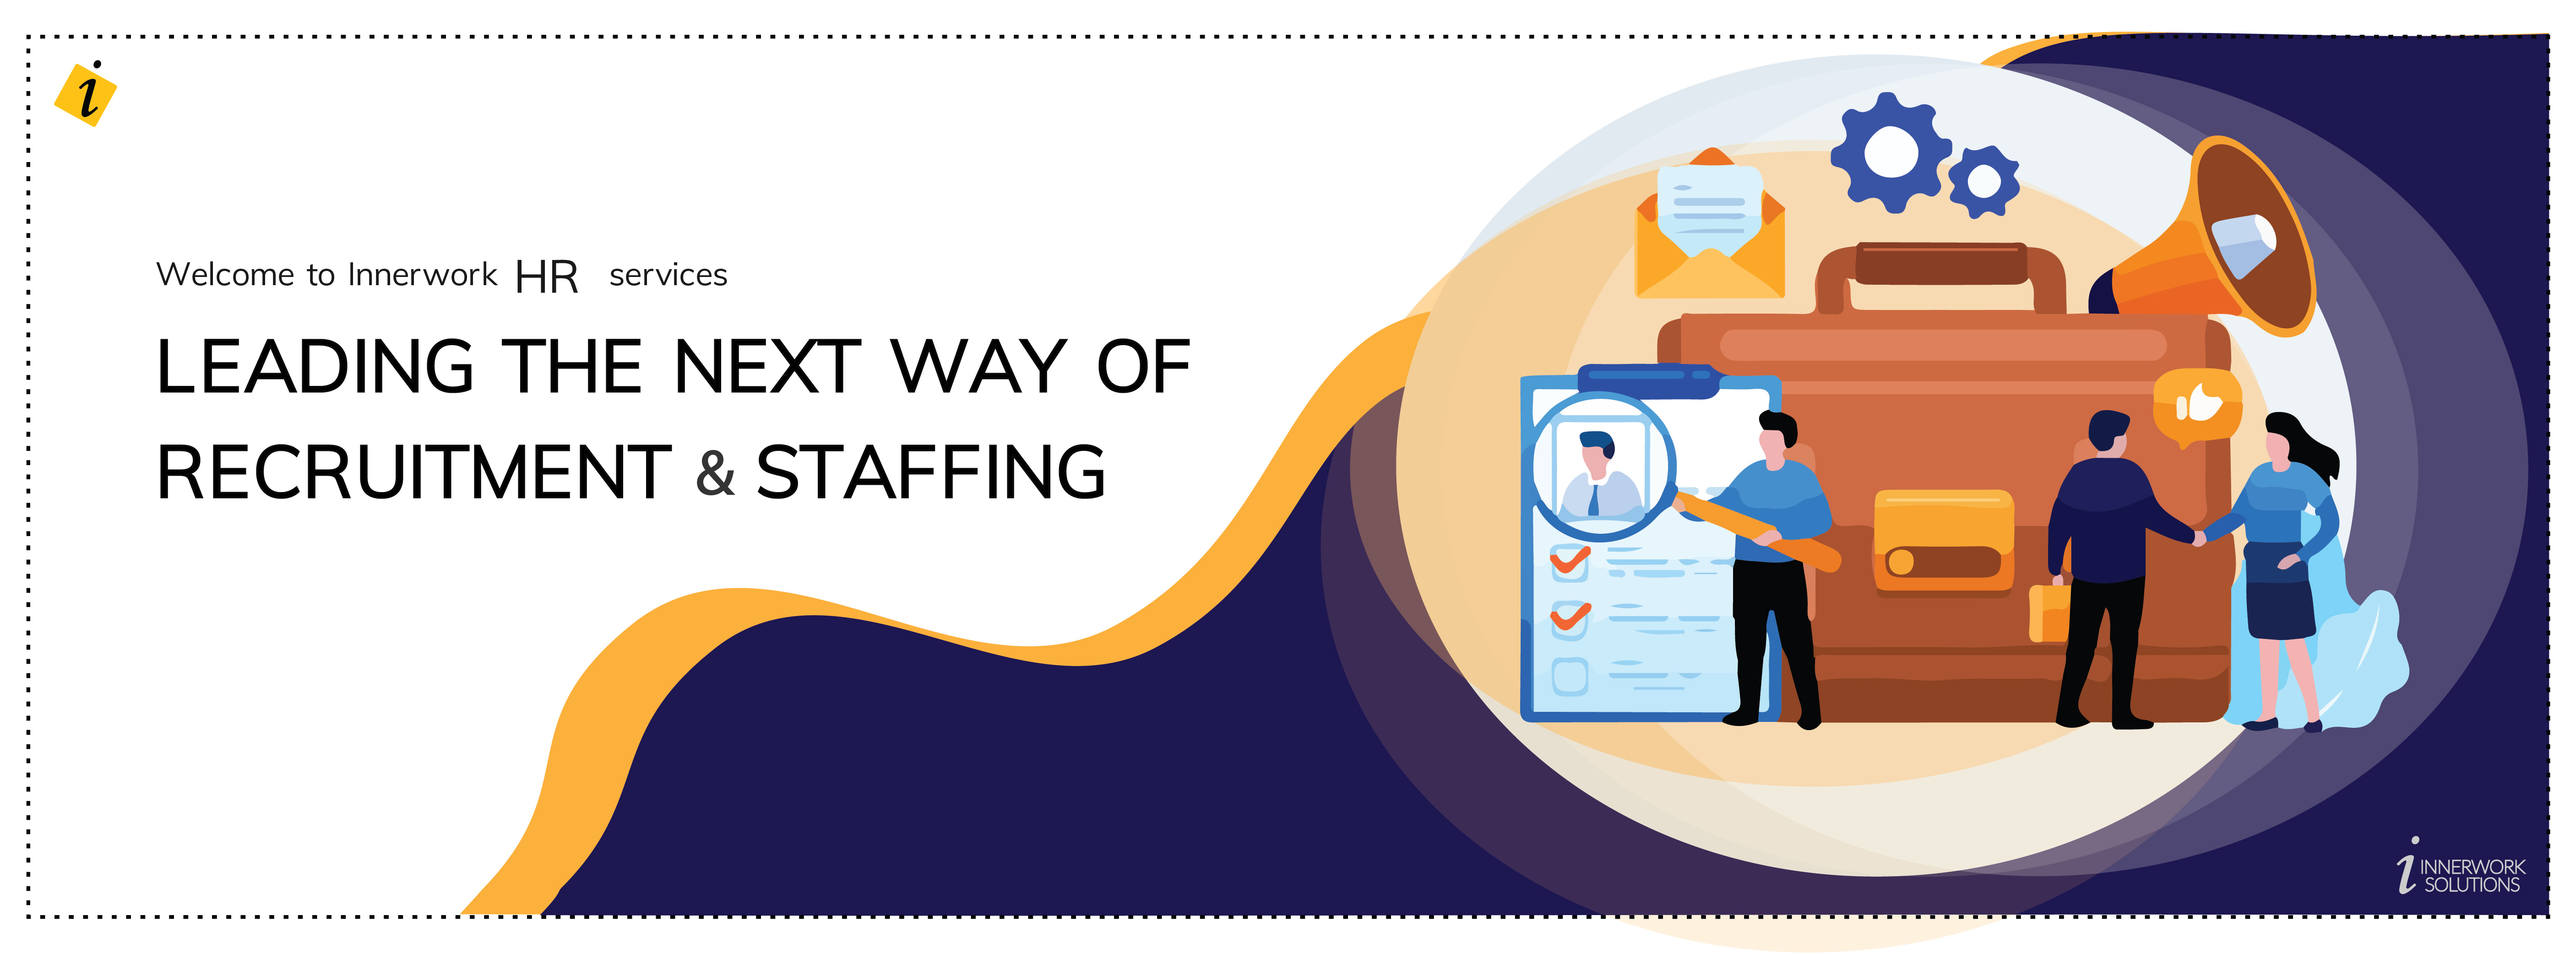 i
Welcome to Innerwork HR services
LEADING THE NEXT WAY OF
RECRUITMENT & STAFFING
i INNERWORK
SOLUTIONS